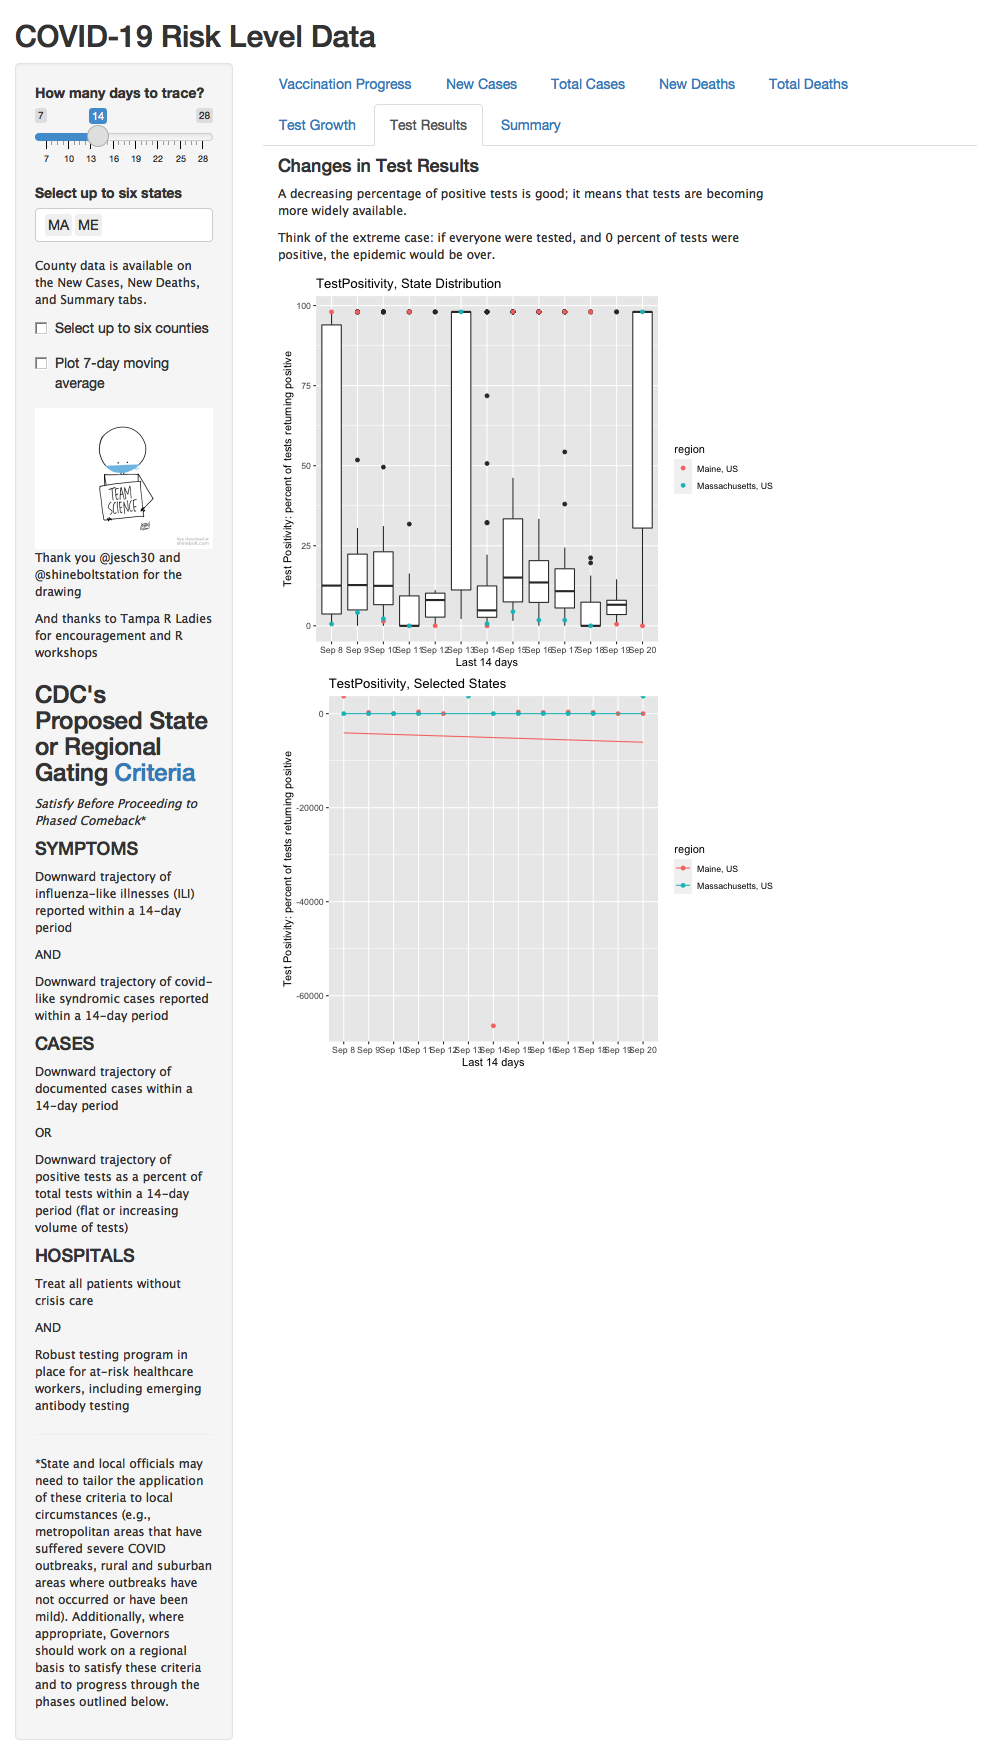 COVID-19 Risk Level Data
How many days to trace?
7 14 28
7 10 13 16 19 22 25 28
Select up to six states
MA ME
County data is available on
the New Cases, New Deaths,
and Summary tabs.
Select up to six counties
Plot 7-day moving
average
TEAM
SCIENCE
Thank you @jesch30 and
@shineboltstation for the
drawing
And thanks to Tampa R Ladies
for encouragement and R
workshops
CDC's
Proposed State
or Regional
Gating Criteria
Satisfy Before Proceeding to
Phased Comeback*
SYMPTOMS
Downward trajectory of
influenza-like illnesses (ILI)
reported within a 14-day
period
AND
Downward trajectory of covid-
like syndromic cases reported
within a 14-day period
CASES
Downward trajectory of
documented cases within a
14-day period
OR
Downward trajectory of
positive tests as a percent of
total tests within a 14-day
period (flat or increasing
volume of tests)
HOSPITALS
Treat all patients without
crisis care
AND
Robust testing program in
place for at-risk healthcare
workers, including emerging
antibody testing
*State and local officials may
need to tailor the application
of these criteria to local
circumstances (e.g.,
metropolitan areas that have
suffered severe COVID
outbreaks, rural and suburban
areas where outbreaks have
not occurred or have been
mild). Additionally, where
appropriate, Governors
should work on a regional
basis to satisfy these criteria
and to progress through the
phases outlined below.
Vaccination Progress New Cases Total Cases New Deaths Total Deaths
Test Growth Test Results Summary
Changes in Test Results
A decreasing percentage of positive tests is good; it means that tests are becoming
more widely available.
Think of the extreme case: if everyone were tested, and 0 percent of tests were
positive, the epidemic would be over.
TestPositivity, State Distribution
Test Positivity: percent of tests returning positive
100
75
50
25
0
Sep 8 Sep 9 Sep 10 Sep 11 Sep 12 Sep 13 Sep 14 Sep 15 Sep 16 Sep 17 Sep 18 Sep 19 Sep 20
Last 14 days
region
Maine, US
Massachusetts, US
TestPositivity, Selected States
Test Positivity: percent of tests returning positive
0
-20000
-40000
-60000
Sep 8 Sep 9 Sep 10 Sep 11 Sep 12 Sep 13 Sep 14 Sep 15 Sep 16 Sep 17 Sep 18 Sep 19 Sep 20
Last 14 days
region
Maine, US
Massachusetts, US